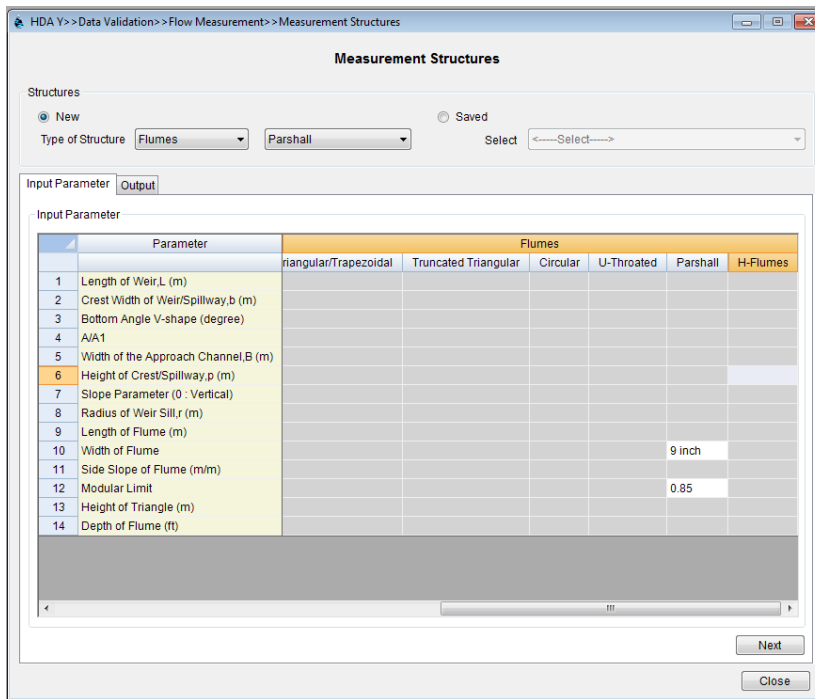 HDA Y>>Data Validation>>Flow Measurement>>Measurement Structures
Measurement Structures
Structures
New
Saved
Type of Structure Flumes Parshall Select <-----Select----->
Input Parameter Output
Input Parameter
Parameter Flumes
riangular/Trapezoidal Truncated Triangular Circular U-Throated Parshall H-Flumes
1 Length of Weir,L (m)
2 Crest Width of Weir/Spillway,b (m)
3 Bottom Angle V-shape (degree)
4 A/A1
5 Width of the Approach Channel,B (m)
6 Height of Crest/Spillway,p (m)
7 Slope Parameter (0 : Vertical)
8 Radius of Weir Sill,r (m)
9 Length of Flume (m)
10 Width of Flume 9 inch
11 Side Slope of Flume (m/m)
12 Modular Limit 0.85
13 Height of Triangle (m)
14 Depth of Flume (ft)
Next
Close